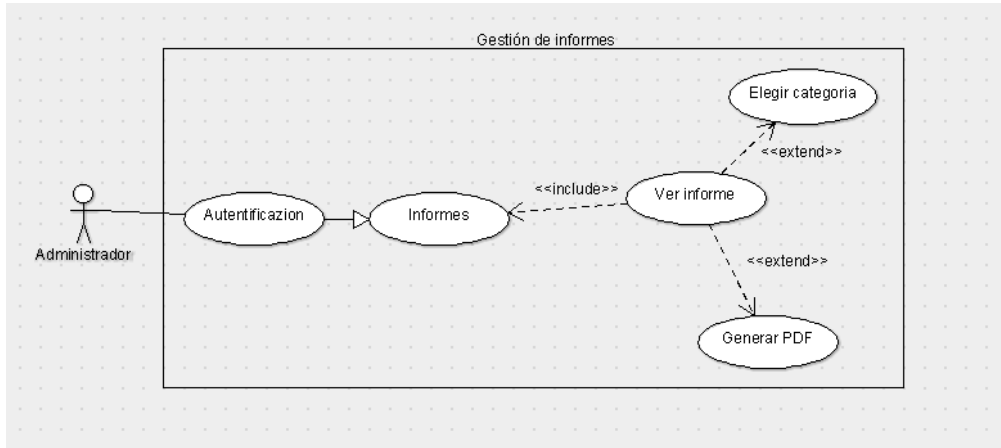 Gestión de informes
Elegir categoria
<<extend>>
<<include>>
Ver informe
Autentificazion
Informes
Administrador
<<extend>>
Generar PDF